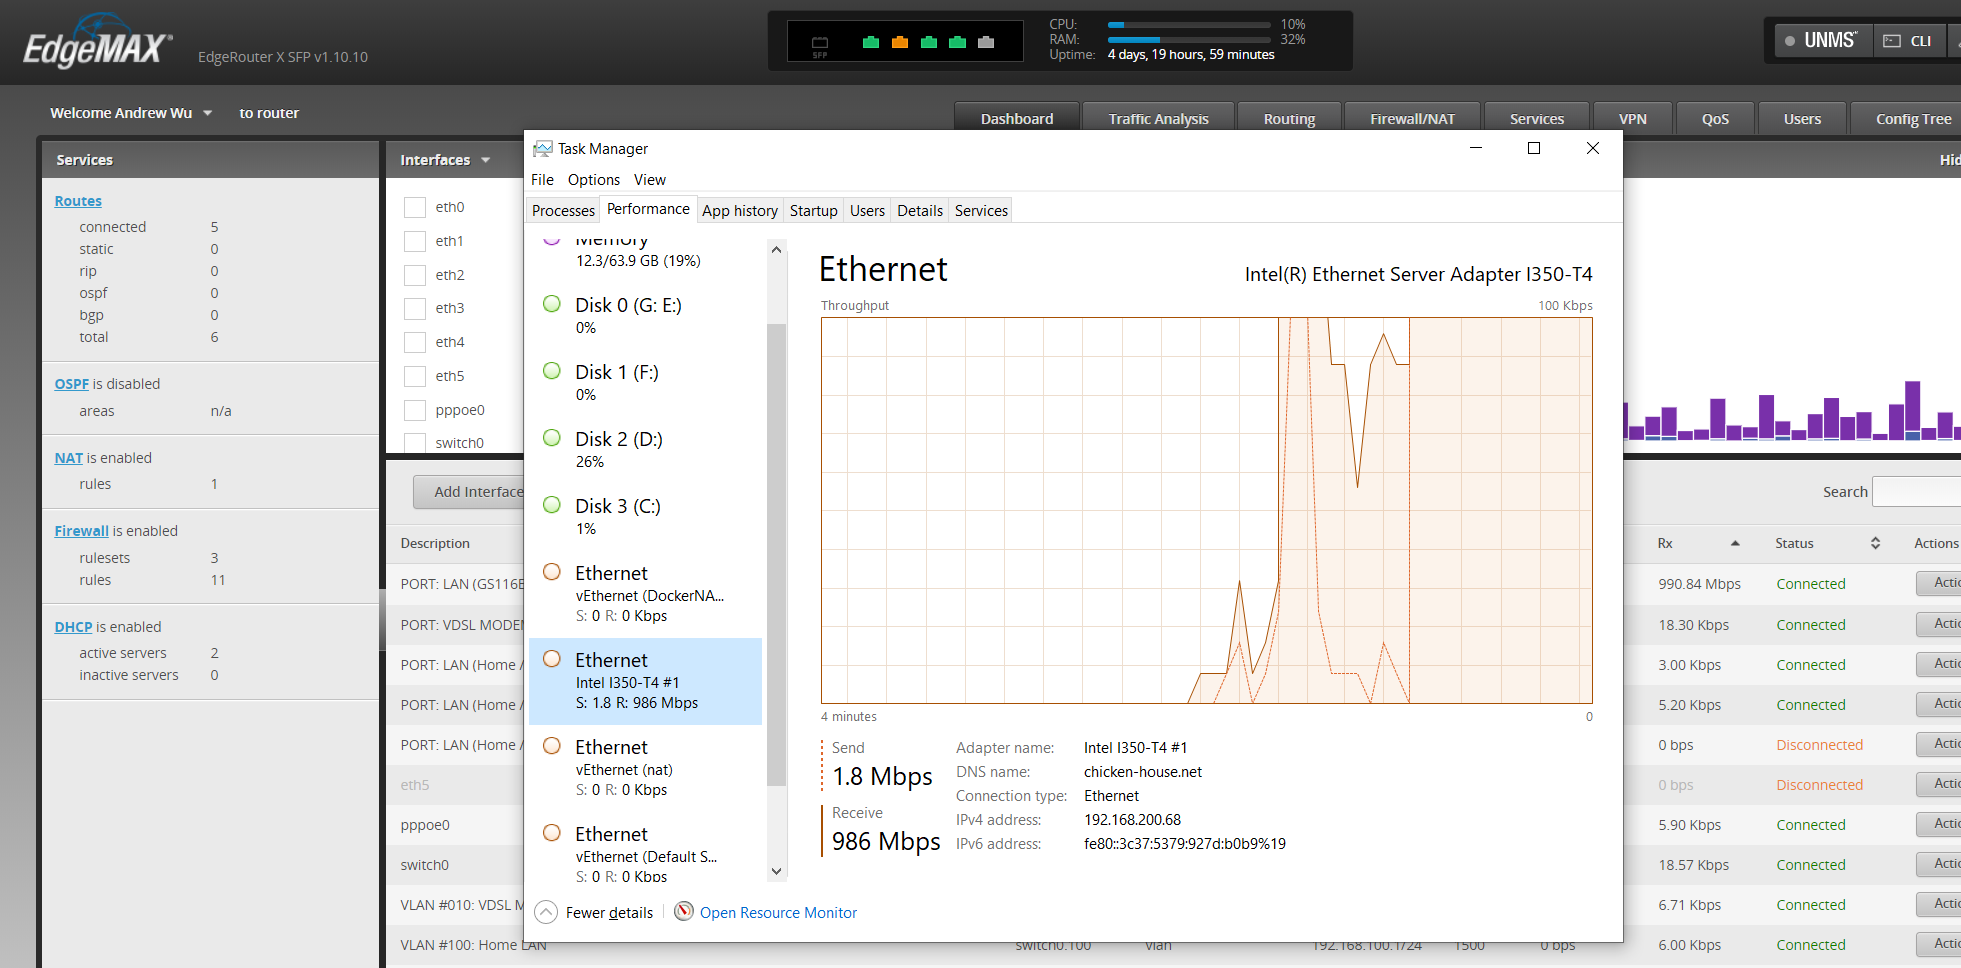 EdgeMAX
EdgeRouter X SFP v1.10.10
SFP
CPU: 10%
RAM: 32%
Uptime: 4 days, 19 hours, 59 minutes
UNMS
CLI
Welcome Andrew Wu
to router
Dashboard
Traffic Analysis
Routing
Firewall/NAT
Services
VPN
QoS
Users
Config Tree
Services
Routes
connected 5
static 0
rip 0
ospf 0
bgp 0
total 6
OSPF is disabled
areas n/a
NAT is enabled
rules 1
Firewall is enabled
rulesets 3
rules 11
DHCP is enabled
active servers 2
inactive servers 0
Interfaces
Hid
eth0
eth1
eth2
eth3
eth4
eth5
pppoe0
switch0
Add Interface
Search
Description
Rx
Status
Actions
PORT: LAN (GS116E
990.84 Mbps Connected Actio
PORT: VDSL MODEM
18.30 Kbps Connected Actio
PORT: LAN (Home /
3.00 Kbps Connected Actio
PORT: LAN (Home /
5.20 Kbps Connected Actio
PORT: LAN (Home /
0 bps Disconnected Actio
eth5
0 bps Disconnected Actio
pppoe0
5.90 Kbps Connected Actio
switch0
18.57 Kbps Connected Actio
VLAN #010: VDSL M
6.71 Kbps Connected Actio
VLAN #100: Home LAN switch0.100 vlan 192.168.100.1/24 1500 0 bps 6.00 Kbps Connected Actio
Task Manager
File Options View
Processes Performance App history Startup Users Details Services
Memory
12.3/63.9 GB (19%)
Disk 0 (G: E:)
0%
Disk 1 (F:)
0%
Disk 2 (D:)
26%
Disk 3 (C:)
1%
Ethernet
vEthernet (DockerNA...
S: 0 R: 0 Kbps
Ethernet
Intel I350-T4 #1
S: 1.8 R: 986 Mbps
Ethernet
vEthernet (nat)
S: 0 R: 0 Kbps
Ethernet
vEthernet (Default S...
S: 0 R: 0 Kbps
Ethernet
Intel(R) Ethernet Server Adapter I350-T4
Throughput
100 Kbps
4 minutes
0
Send
1.8 Mbps
Receive
986 Mbps
Adapter name: Intel I350-T4 #1
DNS name: chicken-house.net
Connection type: Ethernet
IPv4 address: 192.168.200.68
IPv6 address: fe80::3c37:5379:927d:b0b9%19
Fewer details
Open Resource Monitor